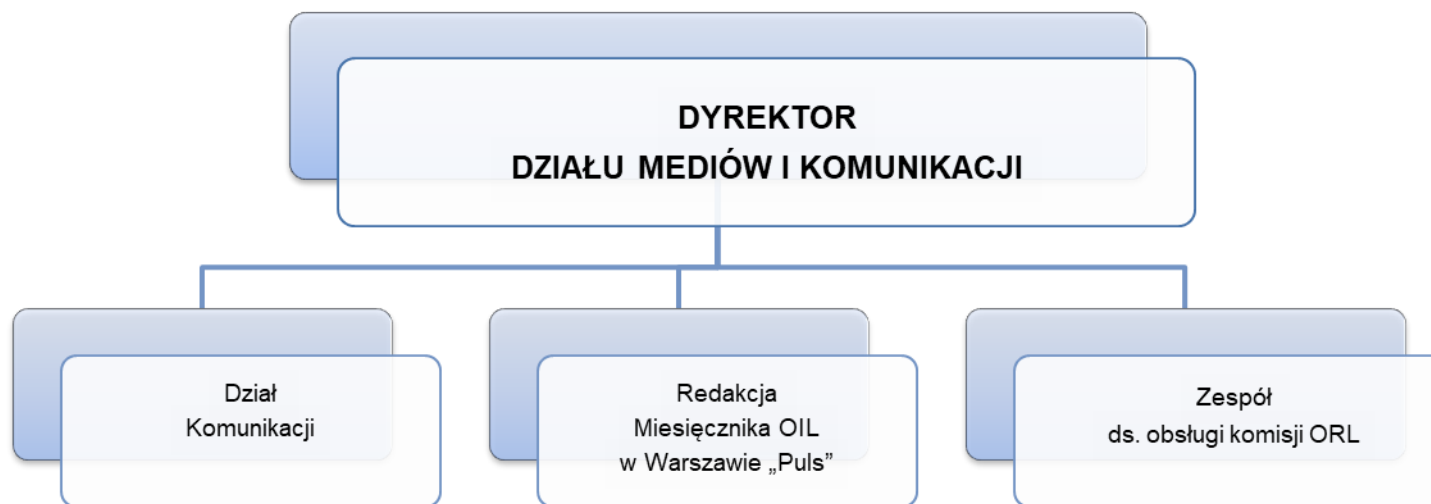 DYREKTOR
DZIAŁU MEDIÓW I KOMUNIKACJI
Dział
Komunikacji
Redakcja
Miesięcznika OIL
w Warszawie „Puls”
Zespół
ds. obsługi komisji ORL